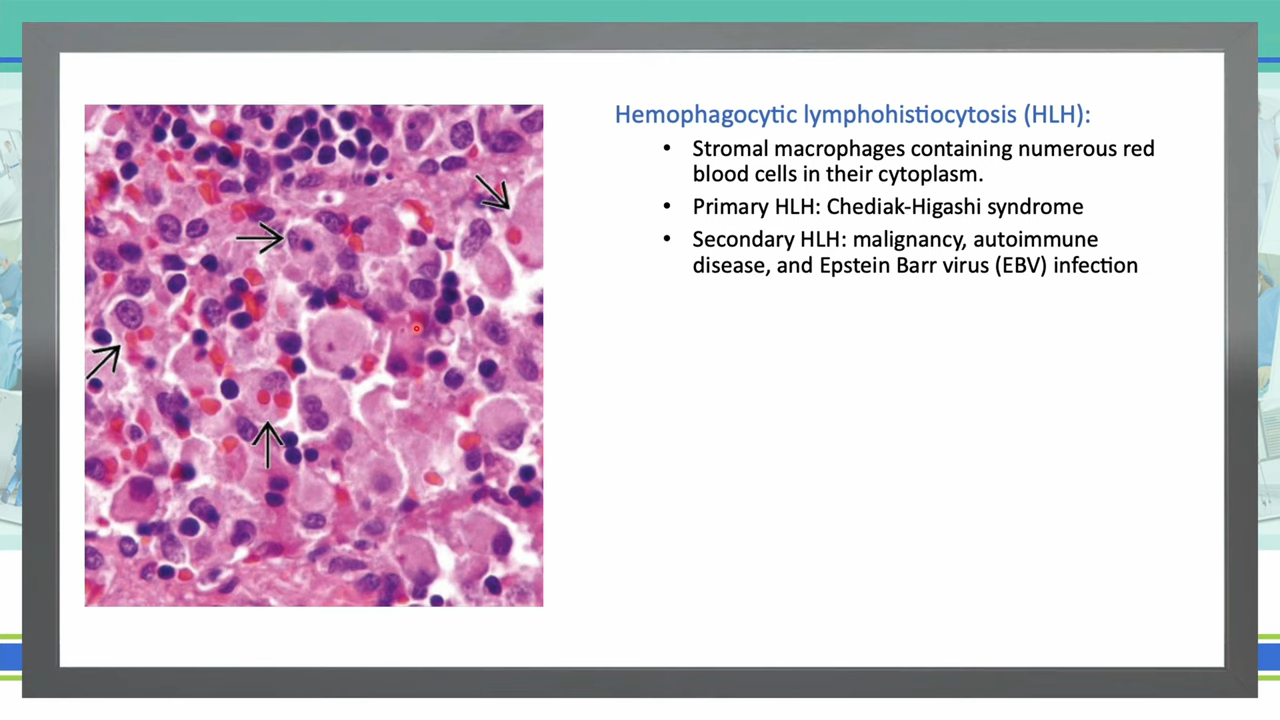 Hemophagocytic lymphohistiocytosis (HLH):
• Stromal macrophages containing numerous red
blood cells in their cytoplasm.
• Primary HLH: Chediak-Higashi syndrome
• Secondary HLH: malignancy, autoimmune
disease, and Epstein Barr virus (EBV) infection